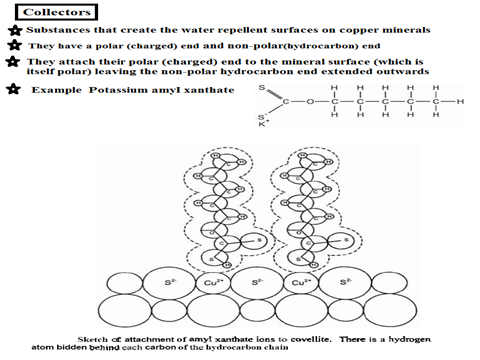 Collectors
Substances that create the water repellent surfaces on copper minerals
They have a polar (charged) end and non-polar(hydrocarbon) end
They attach their polar (charged) end to the mineral surface (which is
itself polar) leaving the non-polar hydrocarbon end extended outwards
Example Potassium amyl xanthate
H H H H H
S
C — O — C — C — C — C — C — H
S
K+
H H H H H
H C H H C H
H C H H C H
H C H H C H
C C
C S C S
S H S H
S2- Cu2+ S2- Cu2+ S2-
Sketch of attachment of amyl xanthate ions to covellite. There is a hydrogen
atom bidden behind each carbon of the hydrocarbon chain